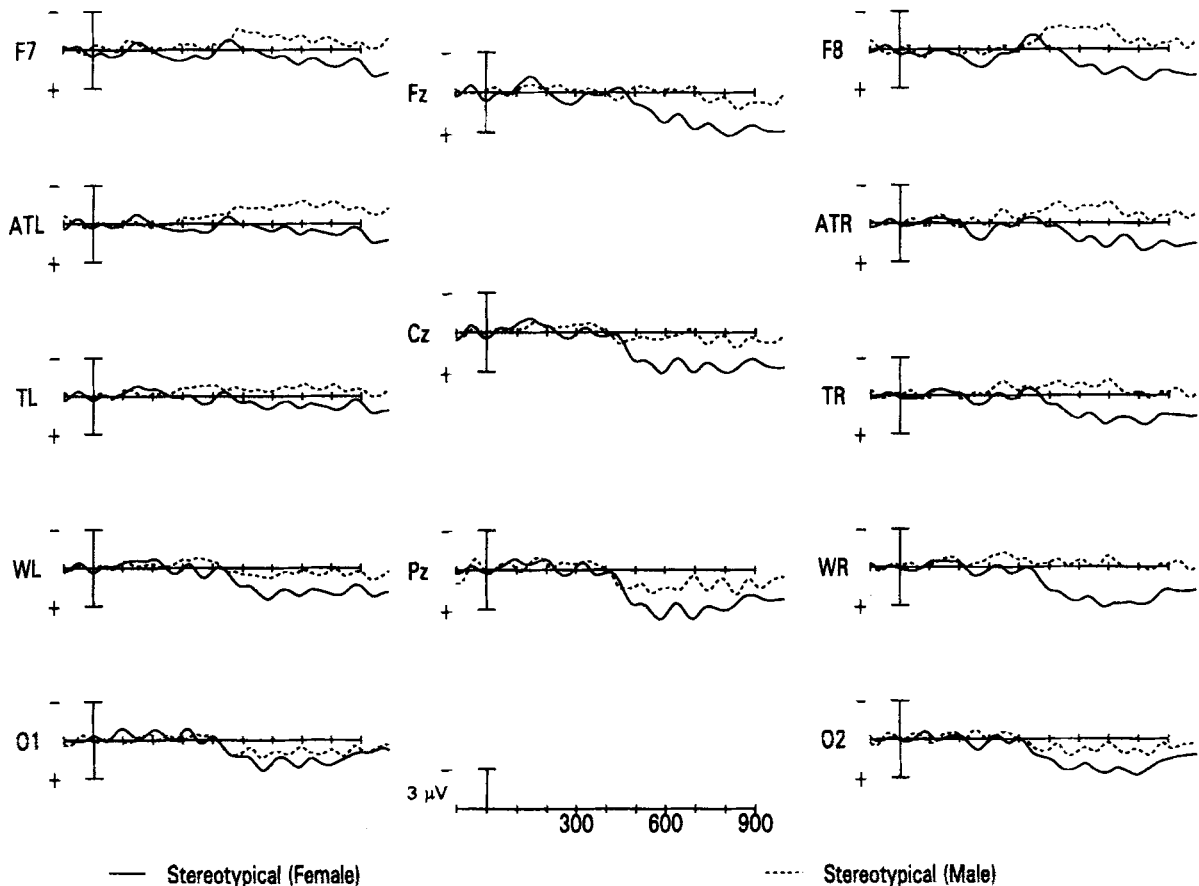 −
F7
+
−
Fz
+
−
F8
+
−
ATL
+
−
ATR
+
−
Cz
+
−
TL
+
−
TR
+
−
WL
+
−
Pz
+
−
WR
+
−
O1
+
−
O2
+
−
3 µV
300 600 900
Stereotypical (Female)
Stereotypical (Male)